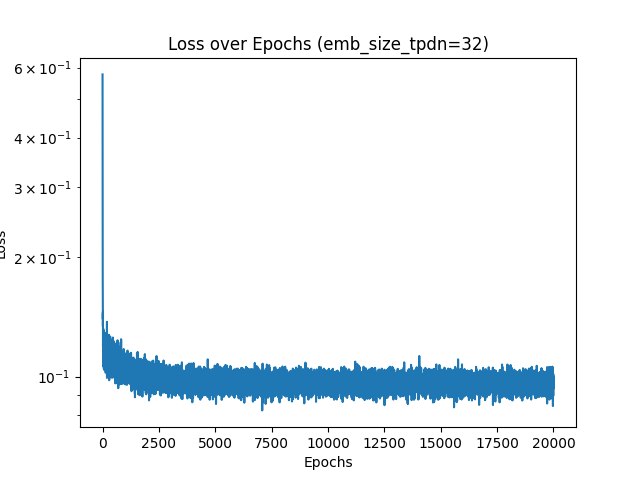 Loss over Epochs (emb_size_tpdn=32)
6 × 10⁻¹
4 × 10⁻¹
3 × 10⁻¹
2 × 10⁻¹
10⁻¹
Loss
0 2500 5000 7500 10000 12500 15000 17500 20000
Epochs